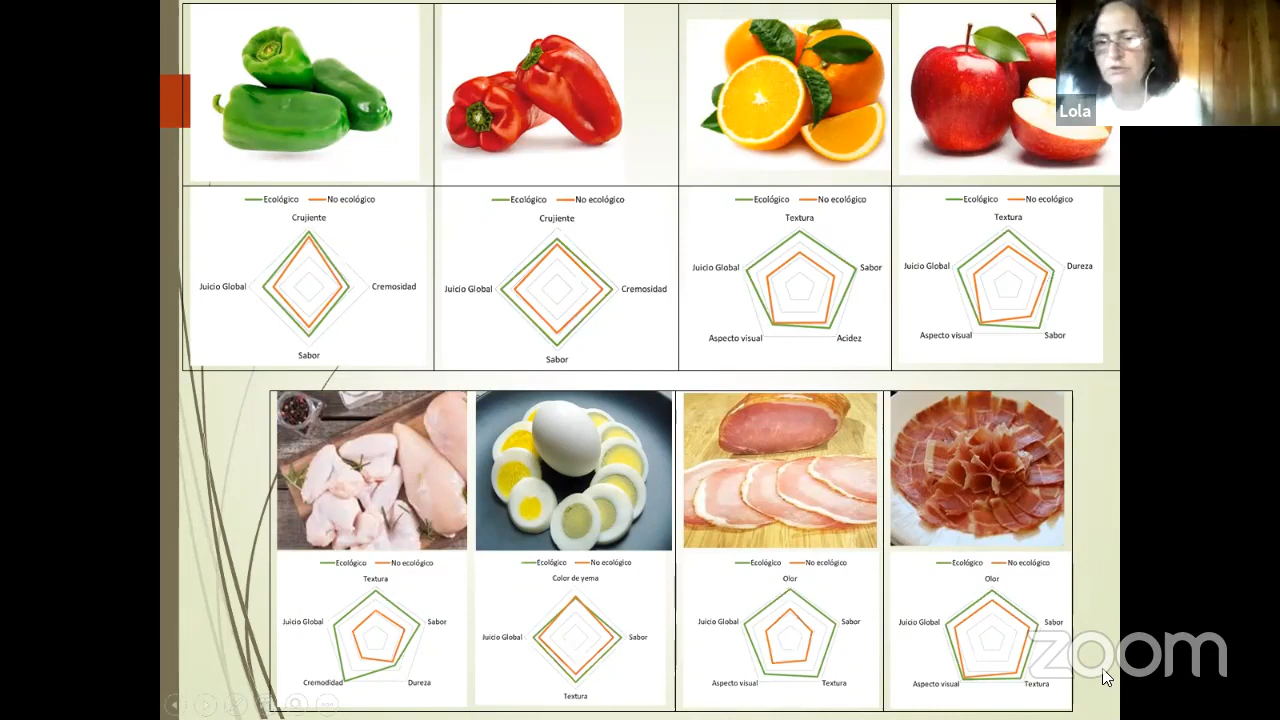 Lola
Ecológico No ecológico
Crujiente
Juicio Global
Cremosidad
Sabor
Ecológico No ecológico
Crujiente
Juicio Global
Cremosidad
Sabor
Ecológico No ecológico
Textura
Juicio Global
Sabor
Aspecto visual
Acidez
Ecológico No ecológico
Textura
Juicio Global
Dureza
Aspecto visual
Sabor
Ecológico No ecológico
Textura
Juicio Global
Sabor
Cremodidad
Dureza
Ecológico No ecológico
Color de yema
Juicio Global
Sabor
Textura
Ecológico No ecológico
Olor
Juicio Global
Sabor
Aspecto visual
Textura
Ecológico No ecológico
Olor
Juicio Global
Sabor
Aspecto visual
Textura
zoom